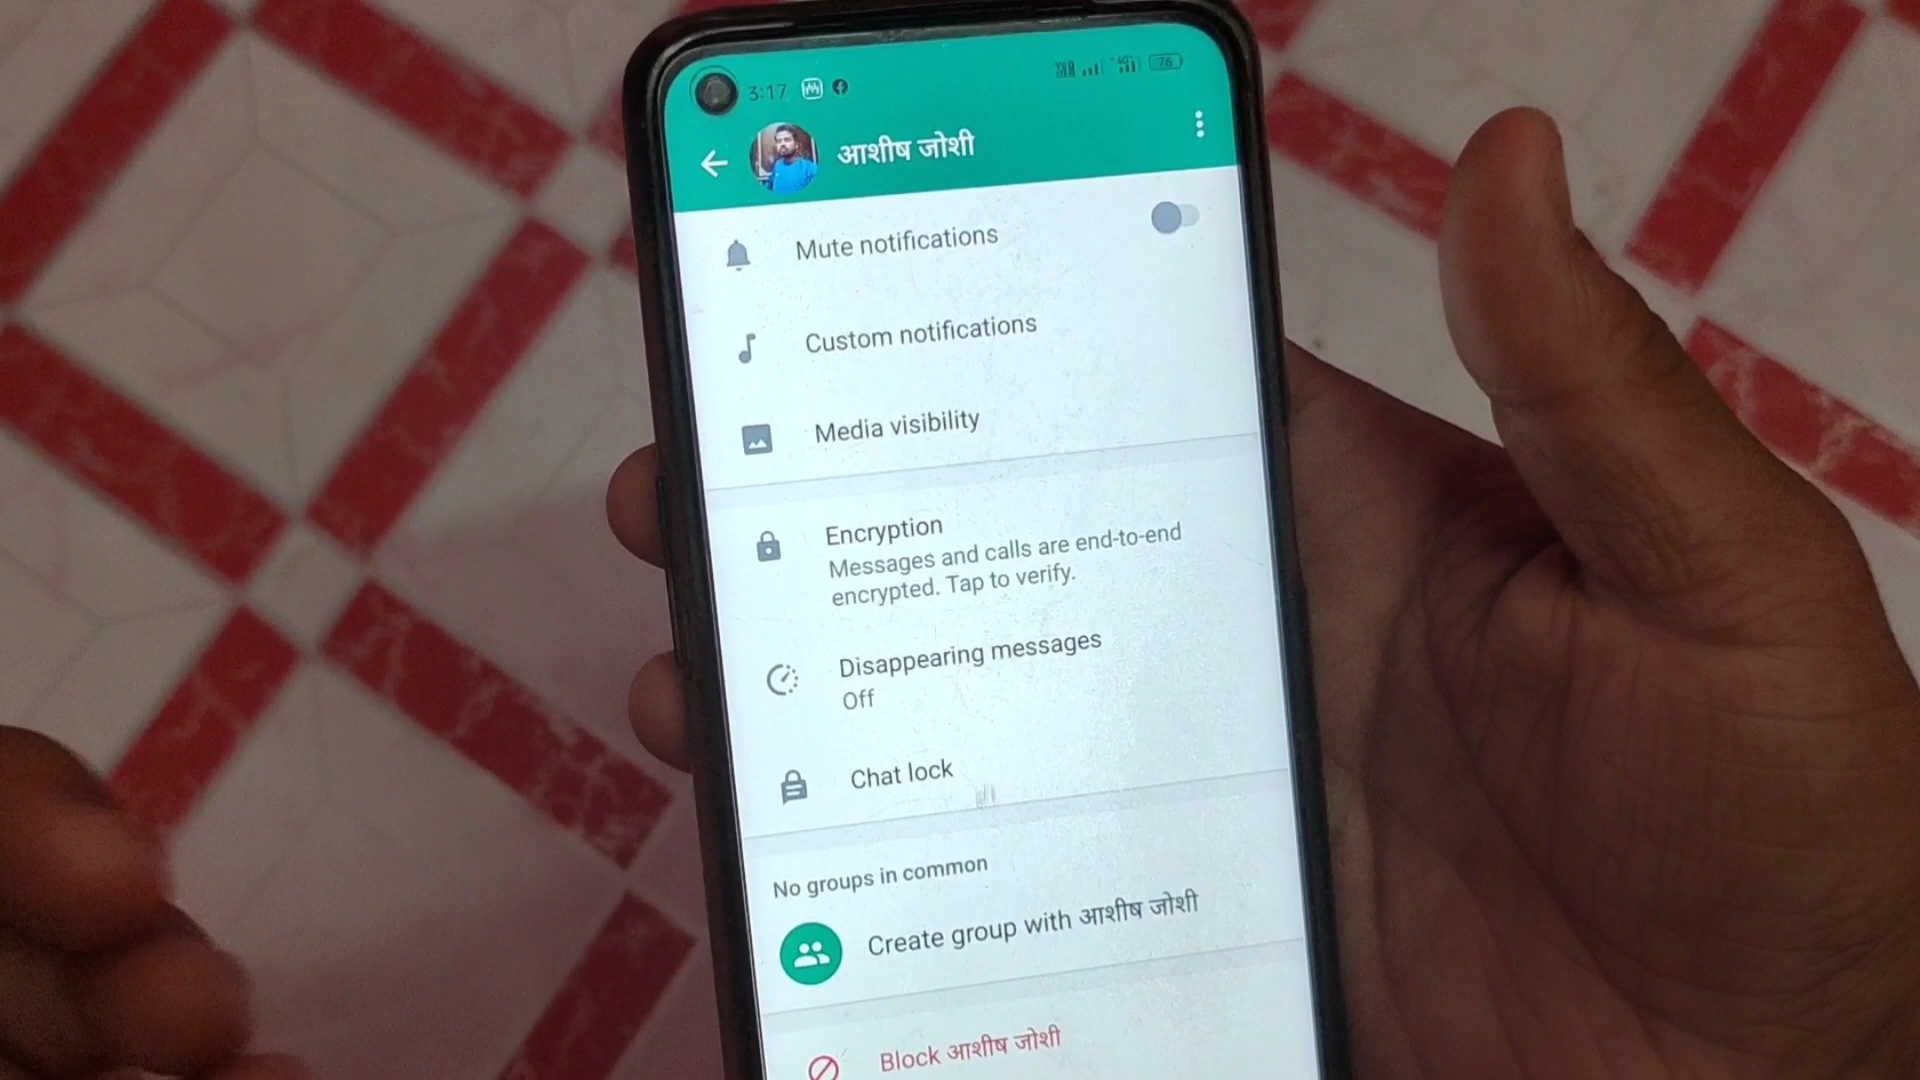 3:17
76
आशीष जोशी
Mute notifications
Custom notifications
Media visibility
Encryption
Messages and calls are end-to-end
encrypted. Tap to verify.
Disappearing messages
Off
Chat lock
No groups in common
Create group with आशीष जोशी
Block आशीष जोशी